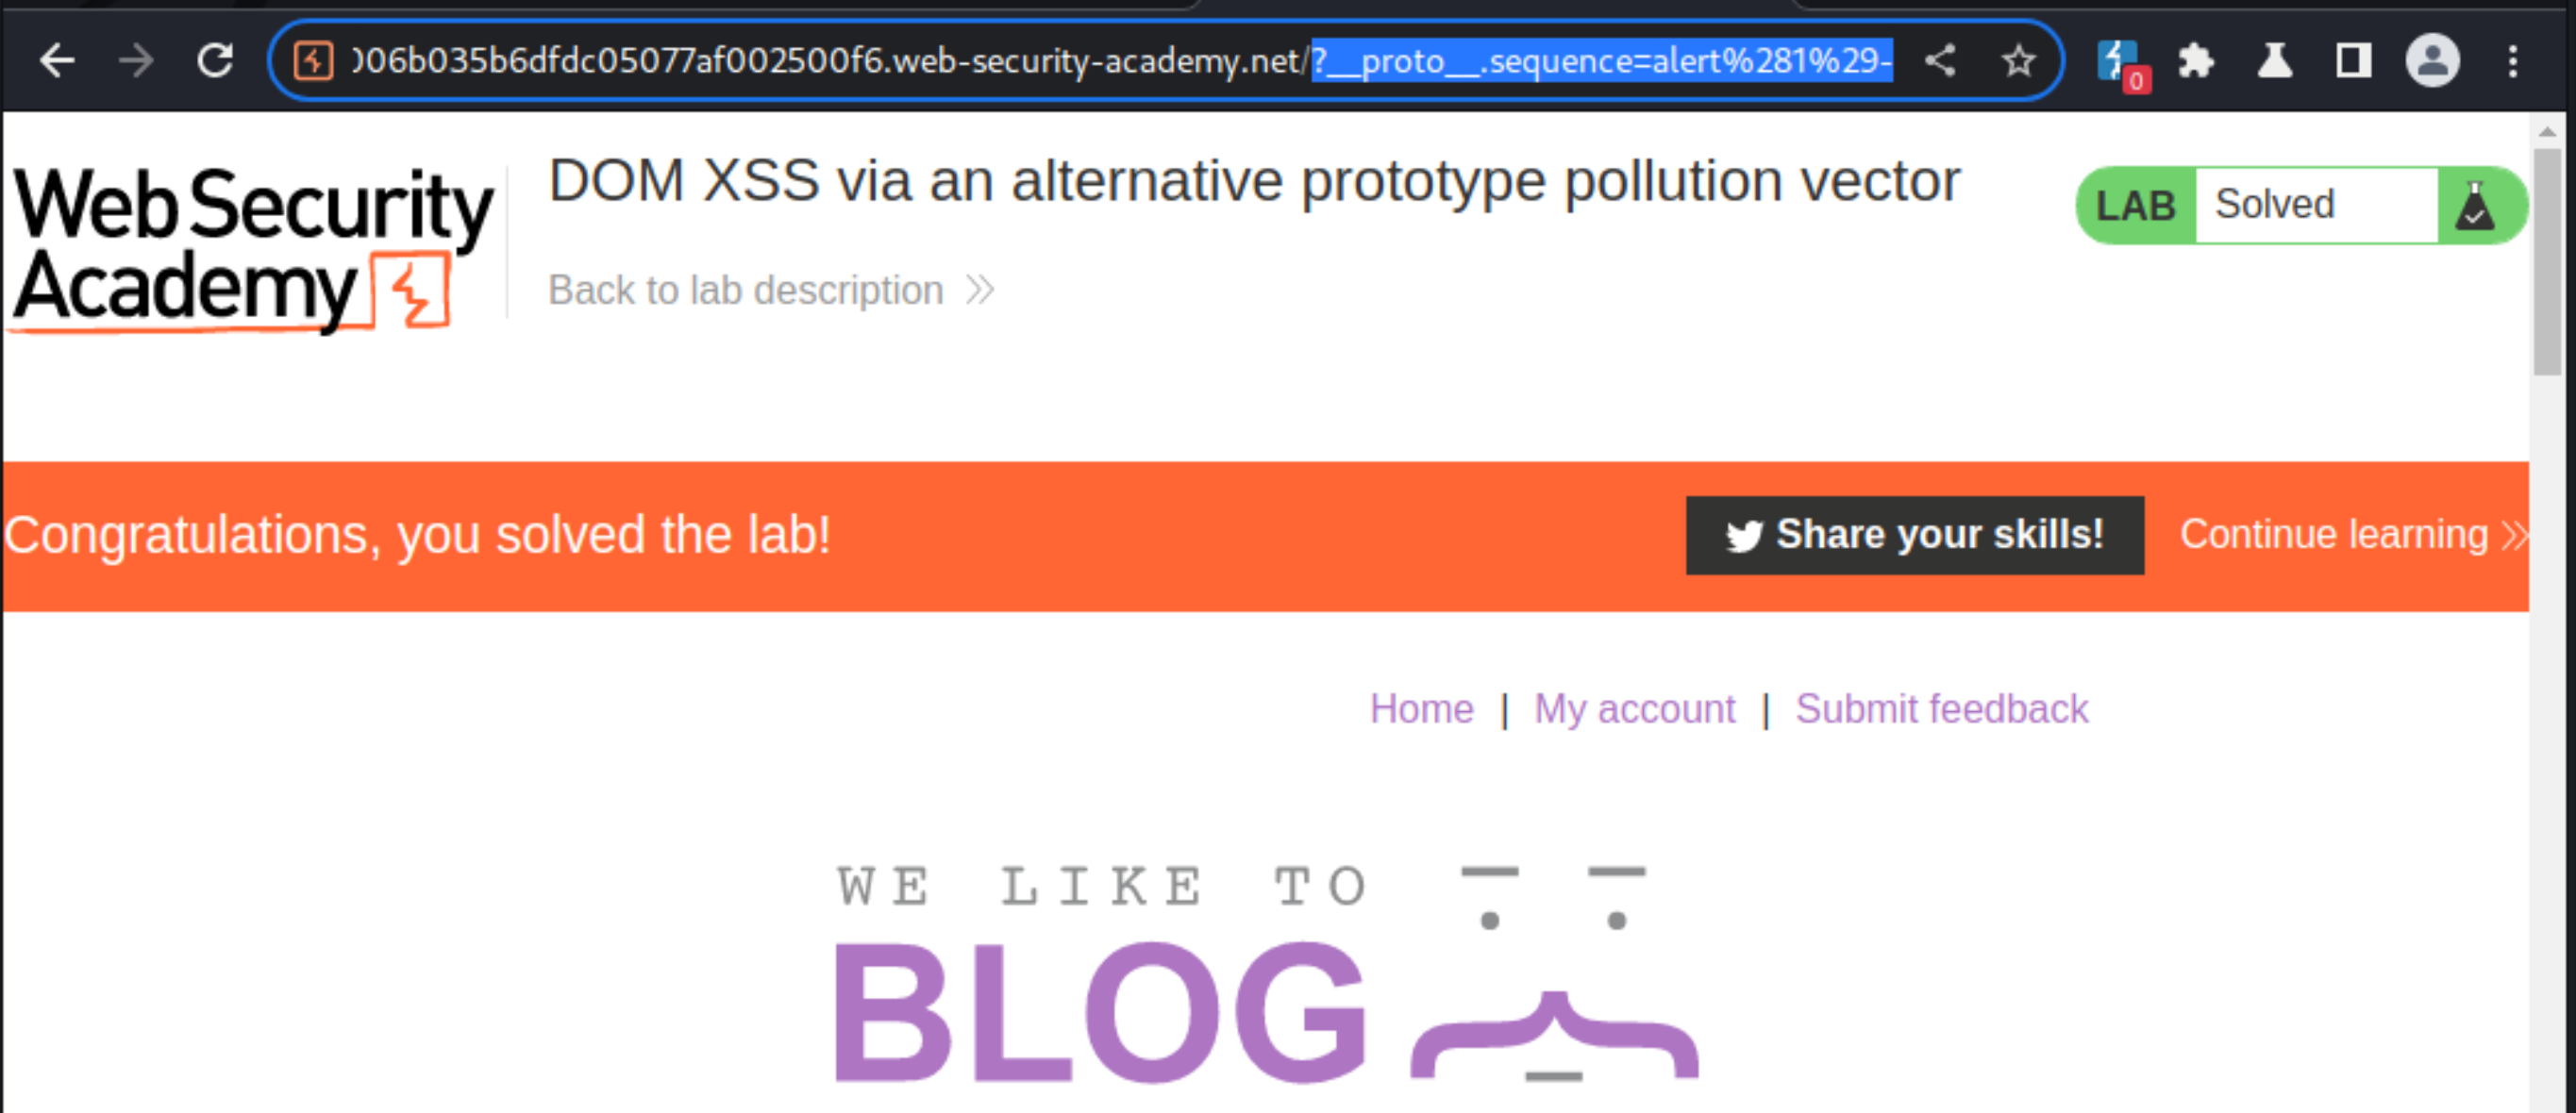 006b035b6dfdc05077af002500f6.web-security-academy.net/?__proto__.sequence=alert%281%29-
0
Web Security
Academy
DOM XSS via an alternative prototype pollution vector
LAB Solved
Back to lab description
Congratulations, you solved the lab!
Share your skills!
Continue learning
Home | My account | Submit feedback
WE LIKE TO
BLOG